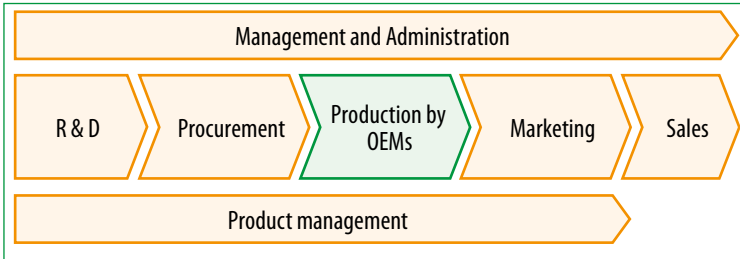 Management and Administration
R & D
Procurement
Production by
OEMs
Marketing
Sales
Product management